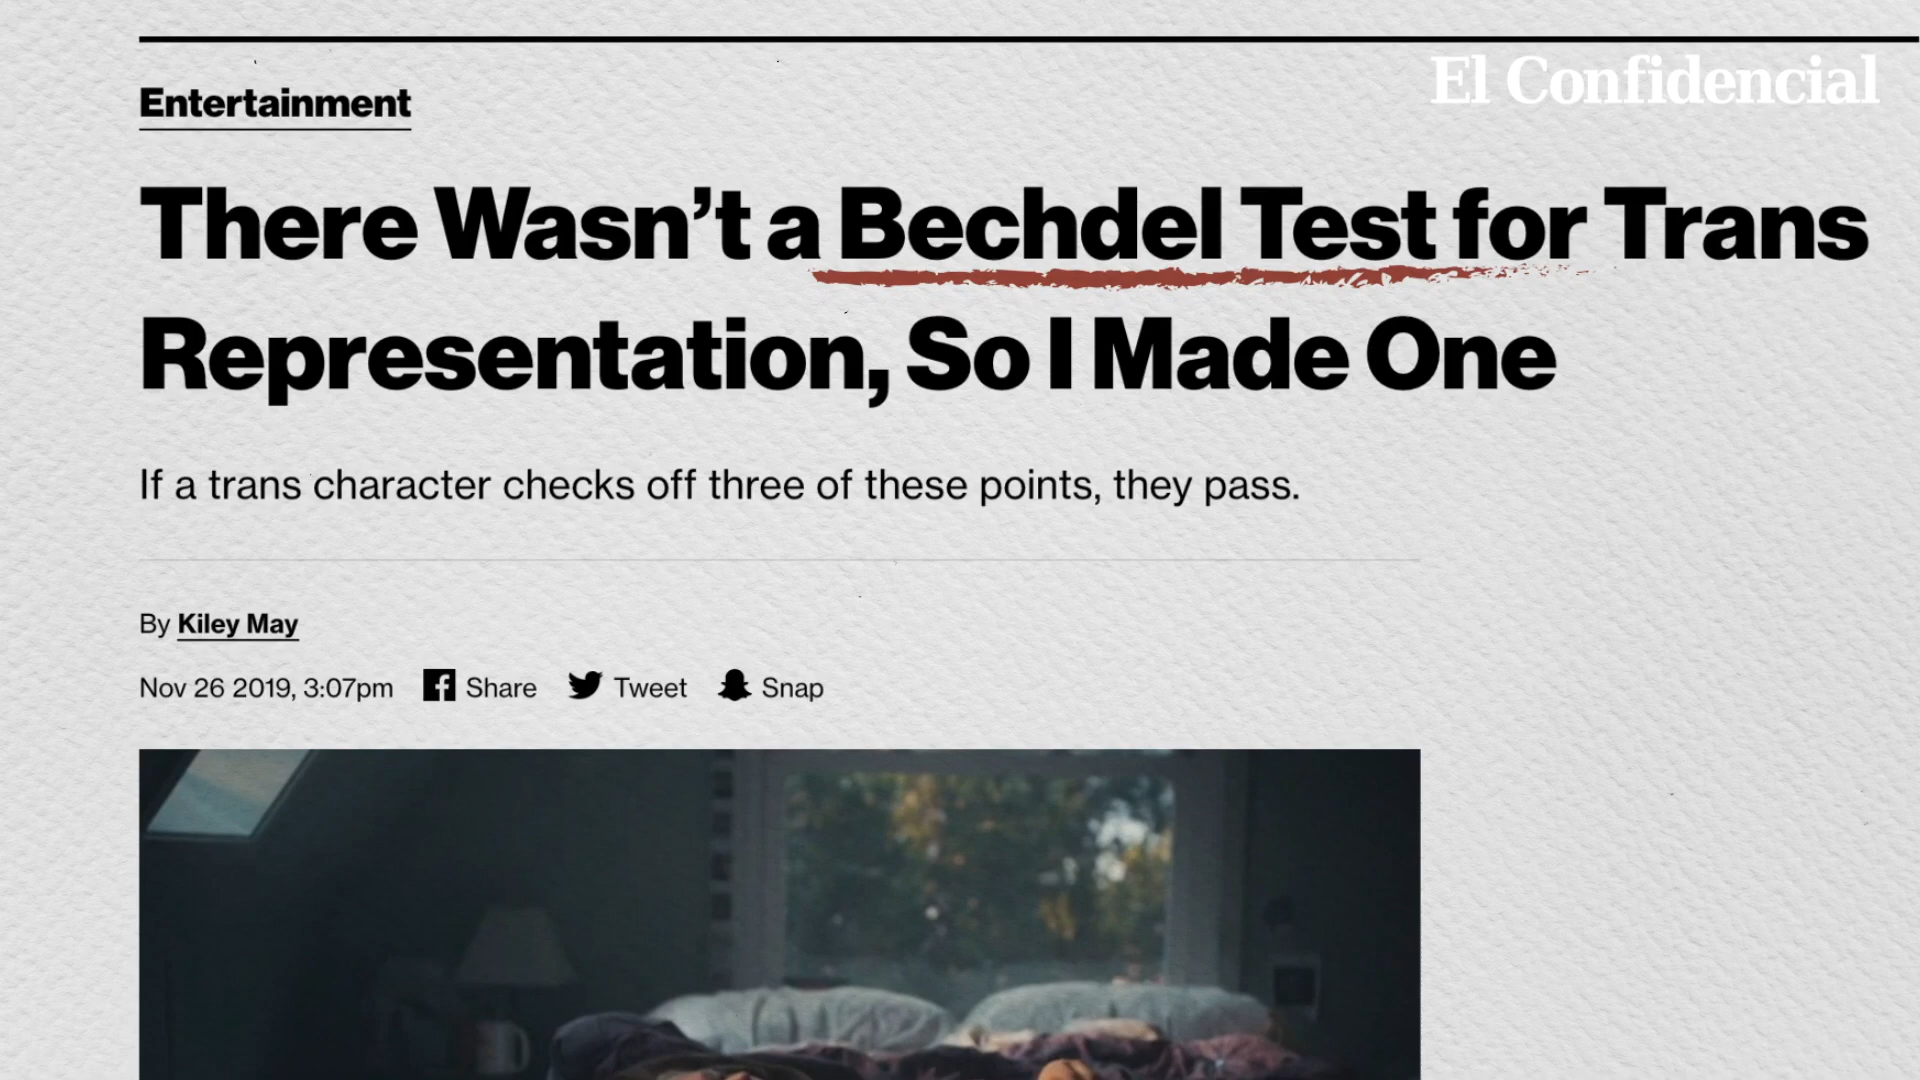 El Confidencial
Entertainment
There Wasn’t a Bechdel Test for Trans
Representation, So I Made One
If a trans character checks off three of these points, they pass.
By Kiley May
Nov 26 2019, 3:07pm Share Tweet Snap